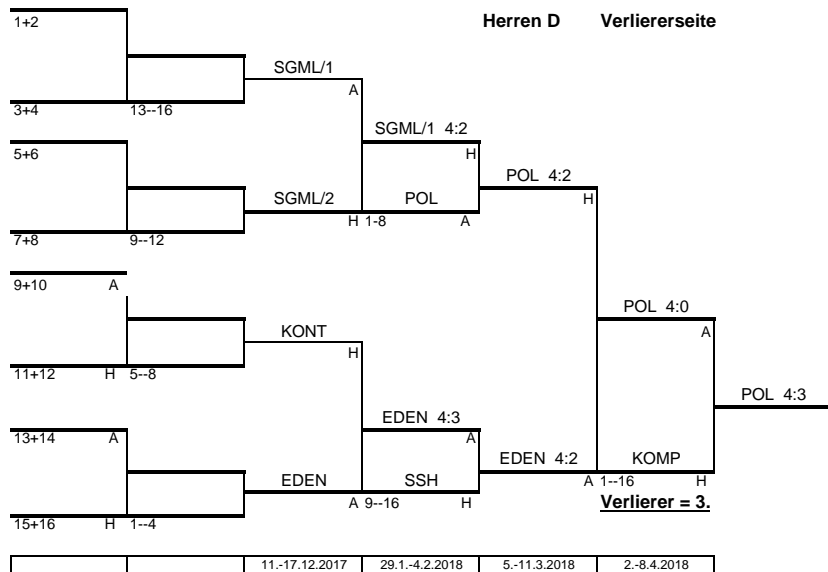 Herren D Verliererseite
1+2
SGML/1
A
3+4 13--16
SGML/1 4:2
5+6 H
POL 4:2
SGML/2 POL H
H 1-8 A
7+8 9--12
9+10 A
POL 4:0
KONT A
H
11+12 H 5--8
POL 4:3
EDEN 4:3
13+14 A A
EDEN 4:2 KOMP
EDEN SSH A 1--16 H
A 9--16 H Verlierer = 3.
15+16 H 1--4
11.-17.12.2017 29.1.-4.2.2018 5.-11.3.2018 2.-8.4.2018